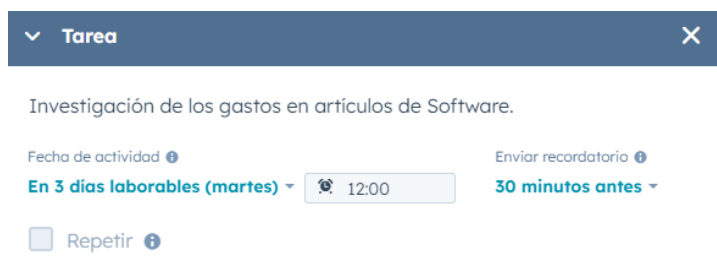 Tarea
Investigación de los gastos en artículos de Software.
Fecha de actividad Enviar recordatorio
En 3 días laborables (martes) 12:00 30 minutos antes
Repetir